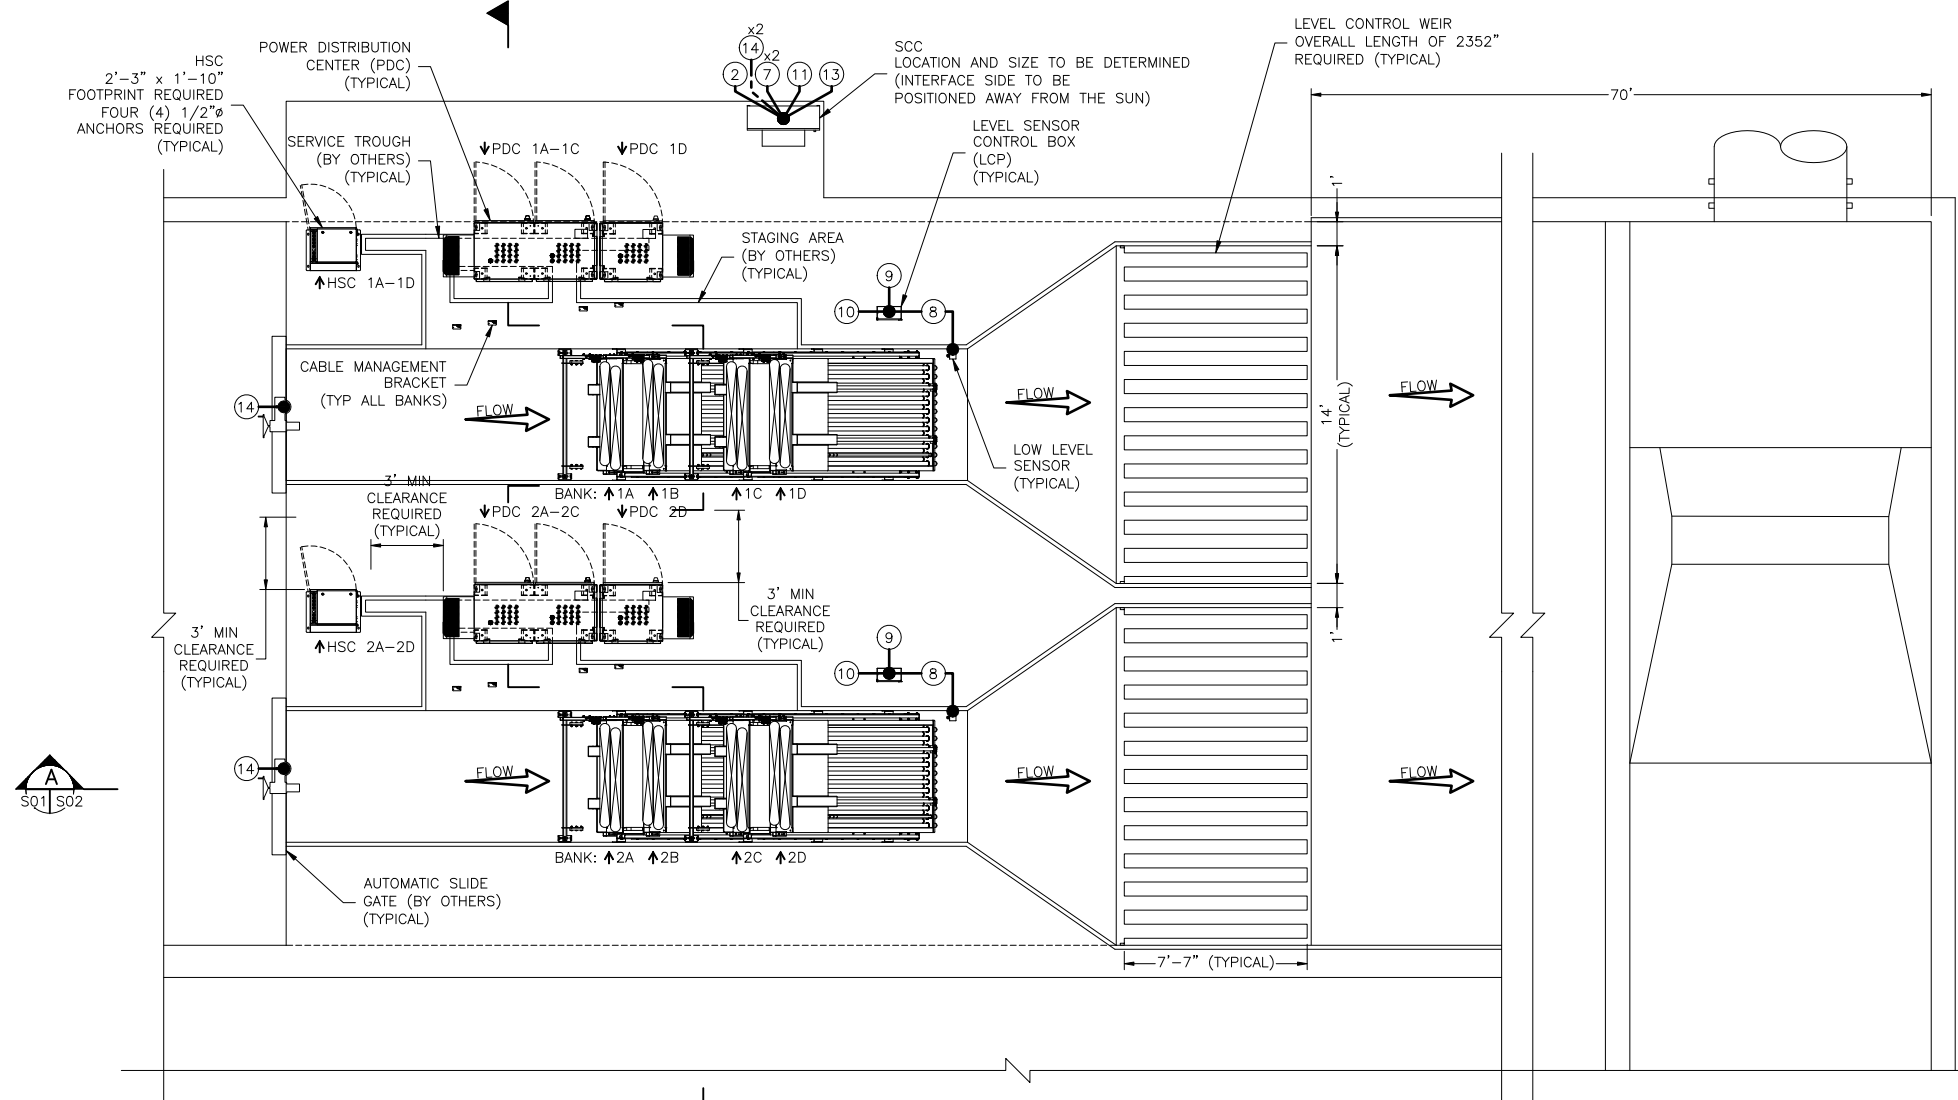 HSC
2'-3" x 1'-10"
FOOTPRINT REQUIRED
FOUR (4) 1/2"ø
ANCHORS REQUIRED
(TYPICAL)
POWER DISTRIBUTION
CENTER (PDC)
(TYPICAL)
SERVICE TROUGH
(BY OTHERS)
(TYPICAL)
x2
14
x2
2
7
11
13
SCC
LOCATION AND SIZE TO BE DETERMINED
(INTERFACE SIDE TO BE
POSITIONED AWAY FROM THE SUN)
LEVEL SENSOR
CONTROL BOX
(LCP)
(TYPICAL)
LEVEL CONTROL WEIR
OVERALL LENGTH OF 2352"
REQUIRED (TYPICAL)
70'
PDC 1A-1C
PDC 1D
1'
HSC 1A-1D
STAGING AREA
(BY OTHERS)
(TYPICAL)
9
10
8
CABLE MANAGEMENT
BRACKET
(TYP ALL BANKS)
14
FLOW
FLOW
FLOW
14'
(TYPICAL)
LOW LEVEL
SENSOR
(TYPICAL)
BANK: 1A 1B 1C 1D
3' MIN
CLEARANCE
REQUIRED
(TYPICAL)
PDC 2A-2C
PDC 2D
3' MIN
CLEARANCE
REQUIRED
(TYPICAL)
3' MIN
CLEARANCE
REQUIRED
(TYPICAL)
HSC 2A-2D
1'
9
10
8
14
FLOW
FLOW
FLOW
A
S01 S02
BANK: 2A 2B 2C 2D
AUTOMATIC SLIDE
GATE (BY OTHERS)
(TYPICAL)
7'-7" (TYPICAL)